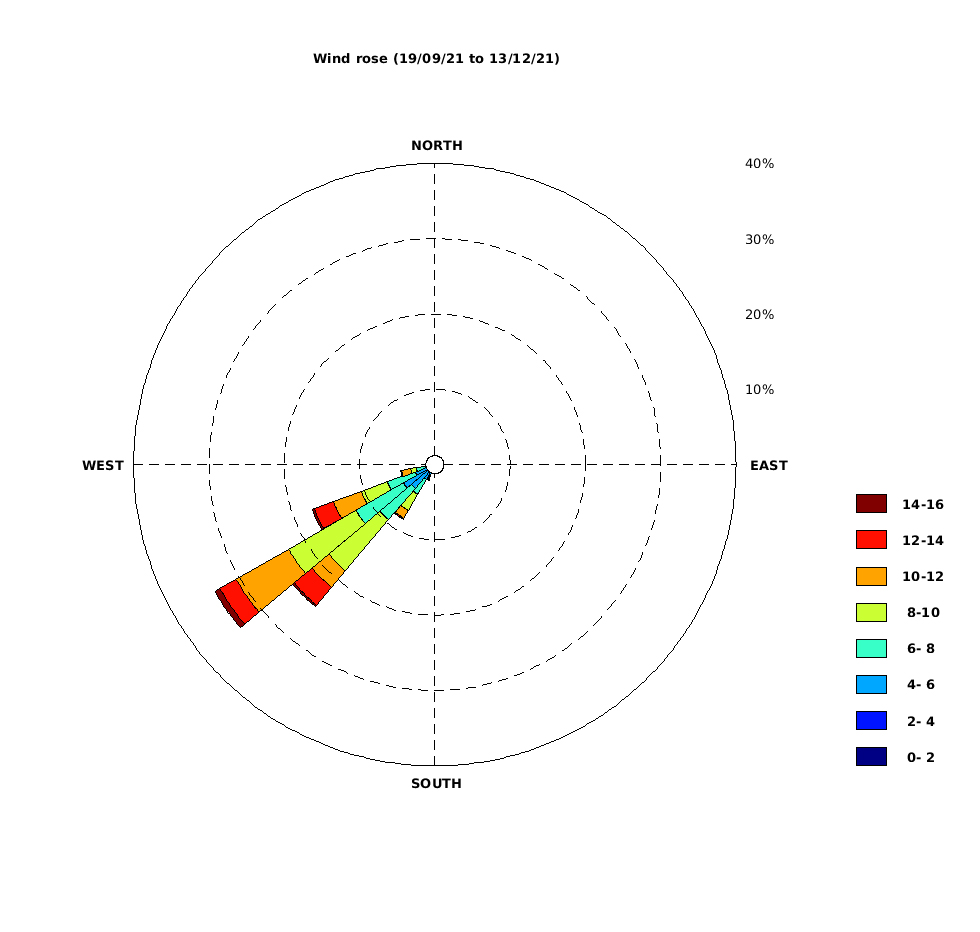 Wind rose (19/09/21 to 13/12/21)
NORTH
40%
30%
20%
10%
WEST
EAST
14-16
12-14
10-12
8-10
6- 8
4- 6
2- 4
0- 2
SOUTH